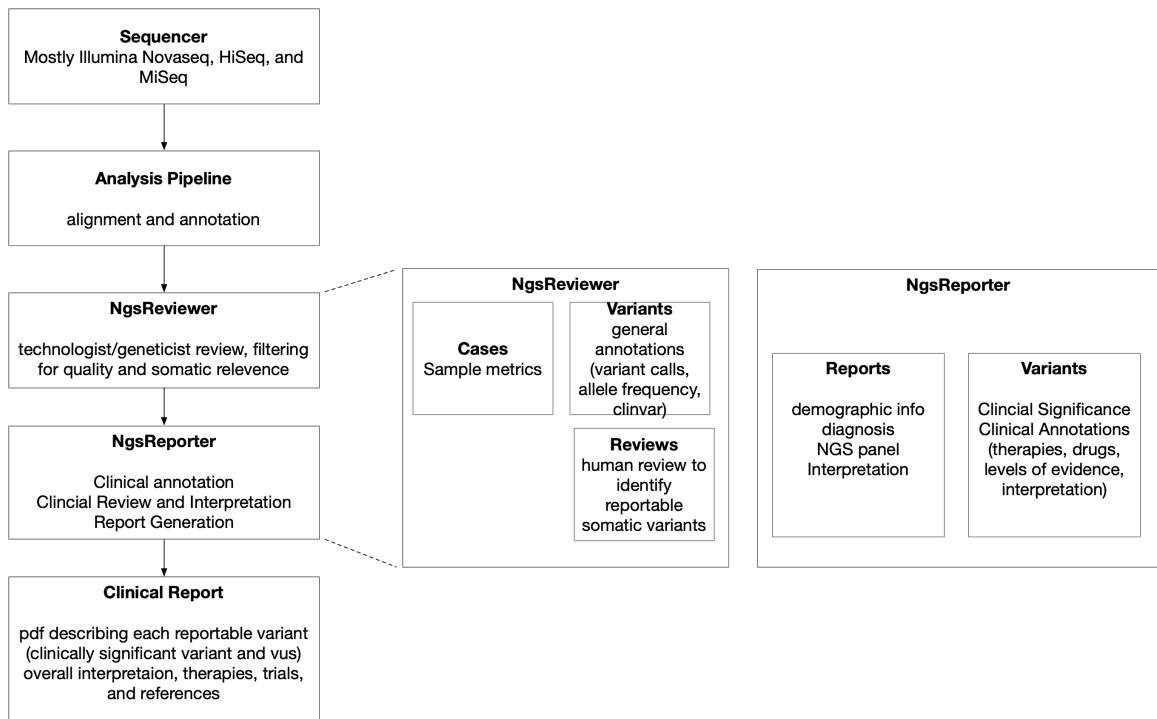 Sequencer
Mostly Illumina Novaseq, HiSeq, and
MiSeq
Analysis Pipeline
alignment and annotation
NgsReviewer
technologist/geneticist review, filtering
for quality and somatic relevence
NgsReporter
Clinical annotation
Clincial Review and Interpretation
Report Generation
Clinical Report
pdf describing each reportable variant
(clinically significant variant and vus)
overall interpretaion, therapies, trials,
and references
NgsReviewer
Cases
Sample metrics
Variants
general
annotations
(variant calls,
allele frequency,
clinvar)
Reviews
human review to
identify
reportable
somatic variants
NgsReporter
Reports
demographic info
diagnosis
NGS panel
Interpretation
Variants
Clincial Significance
Clinical Annotations
(therapies, drugs,
levels of evidence,
interpretation)